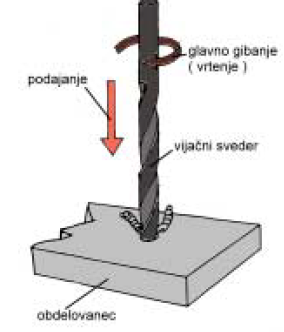 glavno gibanje
( vrtenje )
podajanje
vijačni sveder
obdelovanec